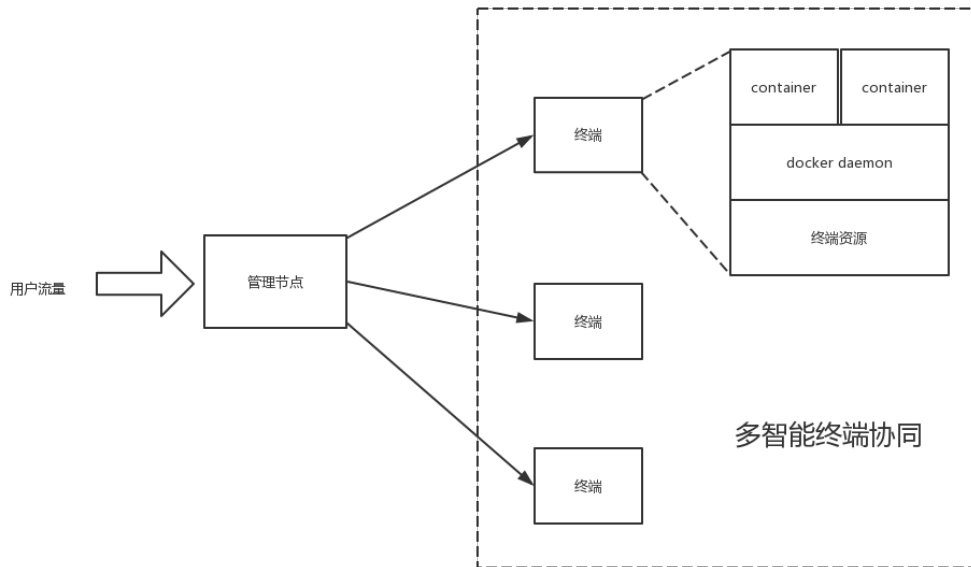 container
container
终端
docker daemon
终端资源
管理节点
用户流量
终端
多智能终端协同
终端